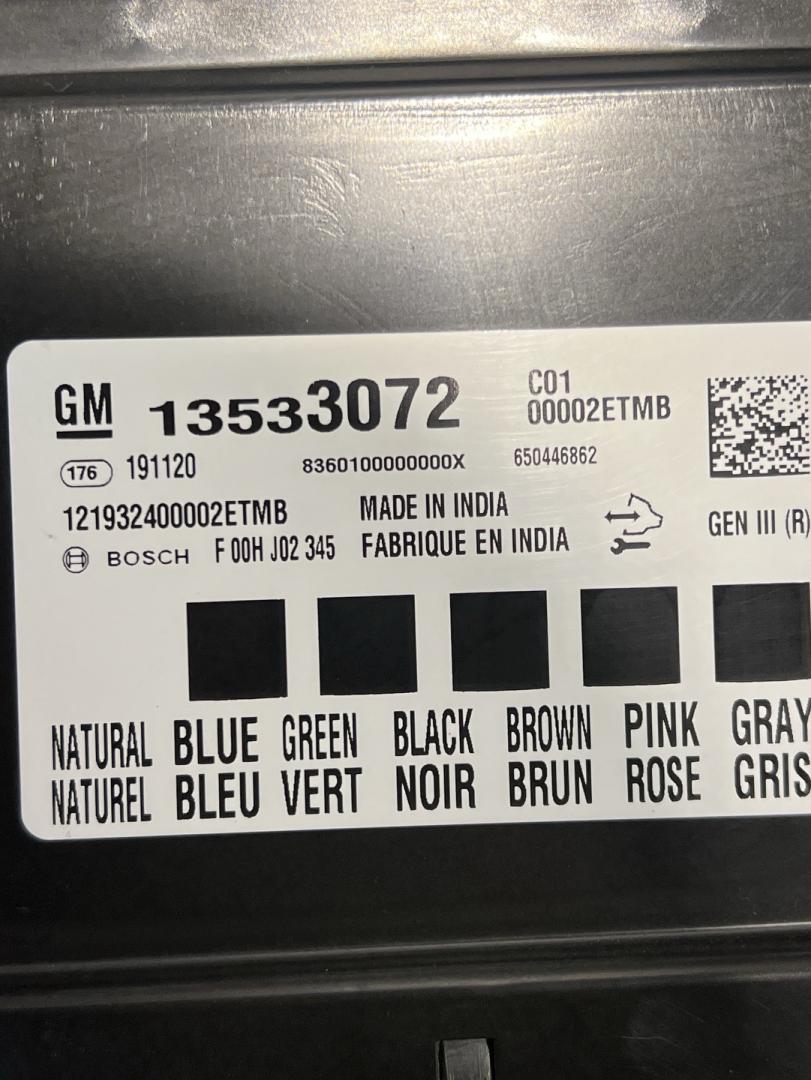 GM 13533072 C01
00002ETMB
176 191120 8360100000000X 650446862
121932400002ETMB MADE IN INDIA
BOSCH F 00H J02 345 FABRIQUE EN INDIA GEN III (R)
NATURAL BLUE GREEN BLACK BROWN PINK GRAY
NATUREL BLEU VERT NOIR BRUN ROSE GRIS